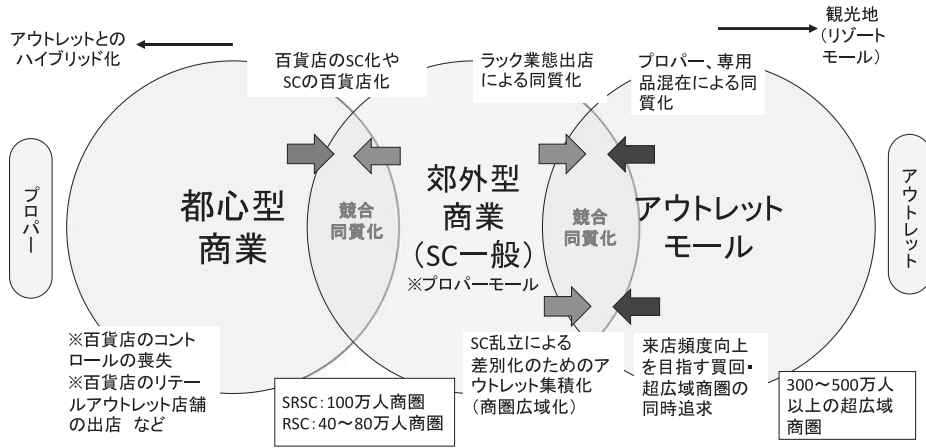 アウトレットとの
ハイブリッド化
百貨店のSC化や
SCの百貨店化
ラック業態出店
による同質化
プロパー、専用
品混在による同
質化
観光地
(リゾート
モール)
プロパー
都心型
商業
競合
同質化
郊外型
商業
(SC一般)
※プロパーモール
競合
同質化
アウトレット
モール
アウトレット
※百貨店のコント
ロールの喪失
※百貨店のリテー
ルアウトレット店舗
の出店 など
SRSC:100万人商圏
RSC:40～80万人商圏
SC乱立による
差別化のためのア
ウトレット集積化
(商圏広域化)
来店頻度向上
を目指す買回・
超広域商圏の
同時追求
300～500万人
以上の超広域
商圏